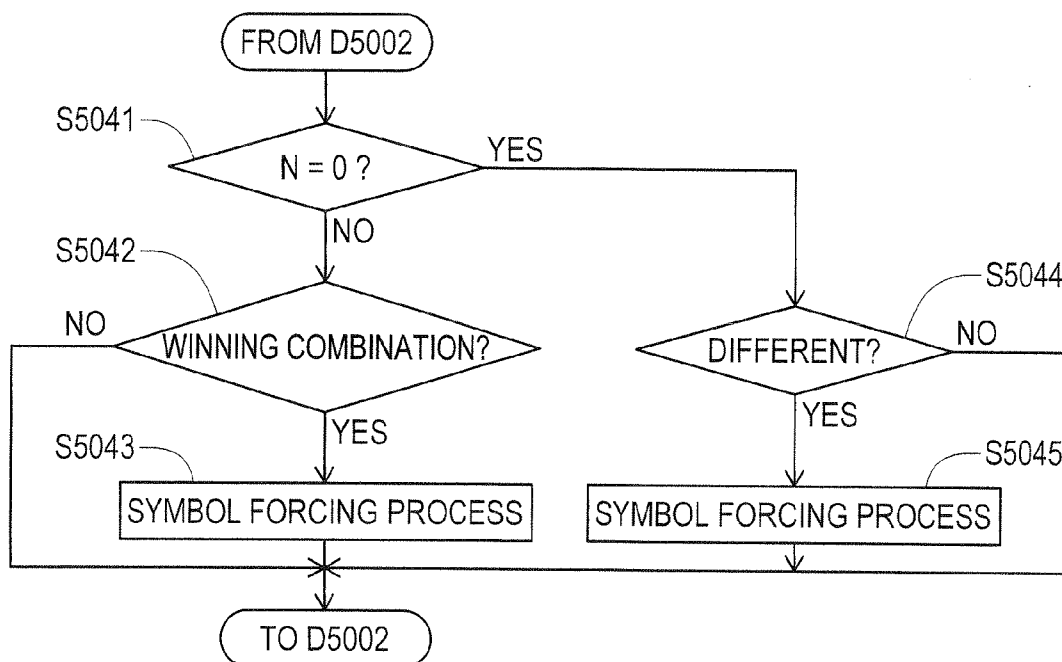 FROM D5002
S5041
N = 0 ?
YES
NO
S5042
S5044
NO
WINNING COMBINATION?
DIFFERENT?
NO
YES
YES
S5043
S5045
SYMBOL FORCING PROCESS
SYMBOL FORCING PROCESS
TO D5002